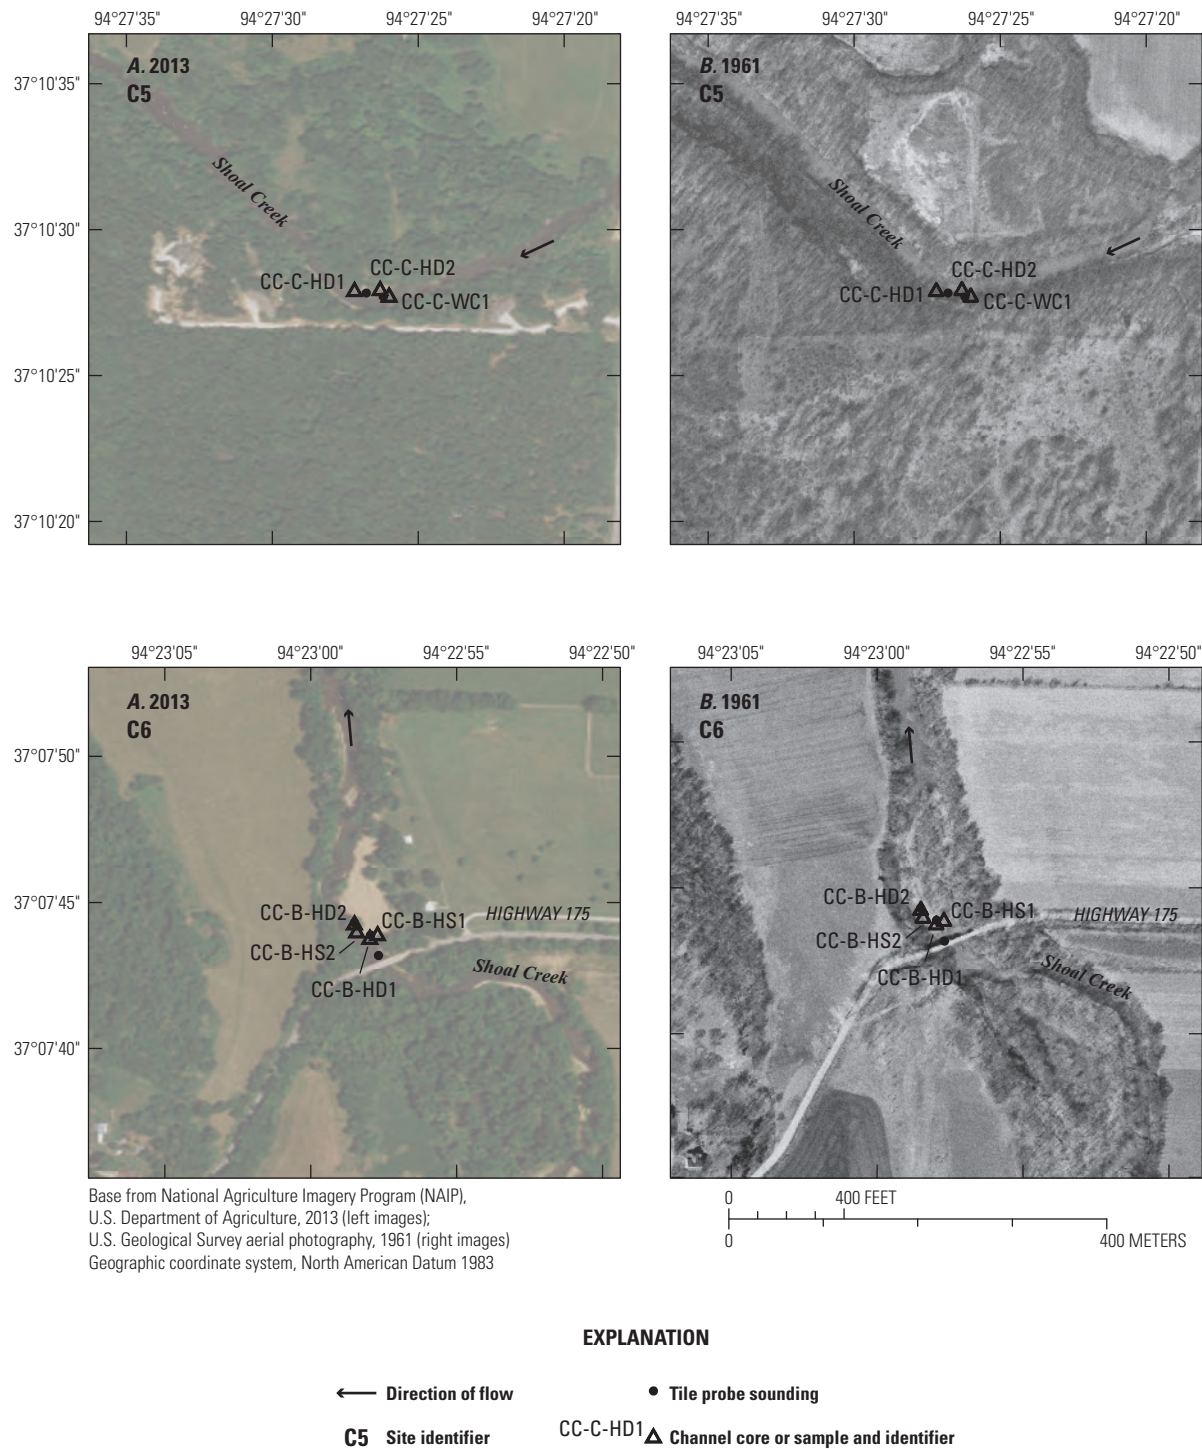 94°27'35" 94°27'30" 94°27'25" 94°27'20" 94°27'35" 94°27'30" 94°27'25" 94°27'20"
A. 2013
C5
B. 1961
C5
37°10'35"
37°10'30"
37°10'25"
37°10'20"
Shoal Creek
CC-C-HD2
CC-C-HD1
CC-C-WC1
Shoal Creek
CC-C-HD2
CC-C-HD1
CC-C-WC1
94°23'05" 94°23'00" 94°22'55" 94°22'50" 94°23'05" 94°23'00" 94°22'55" 94°22'50"
A. 2013
C6
B. 1961
C6
37°07'50"
37°07'45"
37°07'40"
CC-B-HD2
CC-B-HS1
HIGHWAY 175
CC-B-HS2
Shoal Creek
CC-B-HD1
CC-B-HD2
CC-B-HS1
HIGHWAY 175
CC-B-HS2
Shoal Creek
CC-B-HD1
Base from National Agriculture Imagery Program (NAIP),
U.S. Department of Agriculture, 2013 (left images);
U.S. Geological Survey aerial photography, 1961 (right images)
Geographic coordinate system, North American Datum 1983
0 400 FEET
0 400 METERS
EXPLANATION
Direction of flow
Tile probe sounding
C5 Site identifier
CC-C-HD1 Channel core or sample and identifier